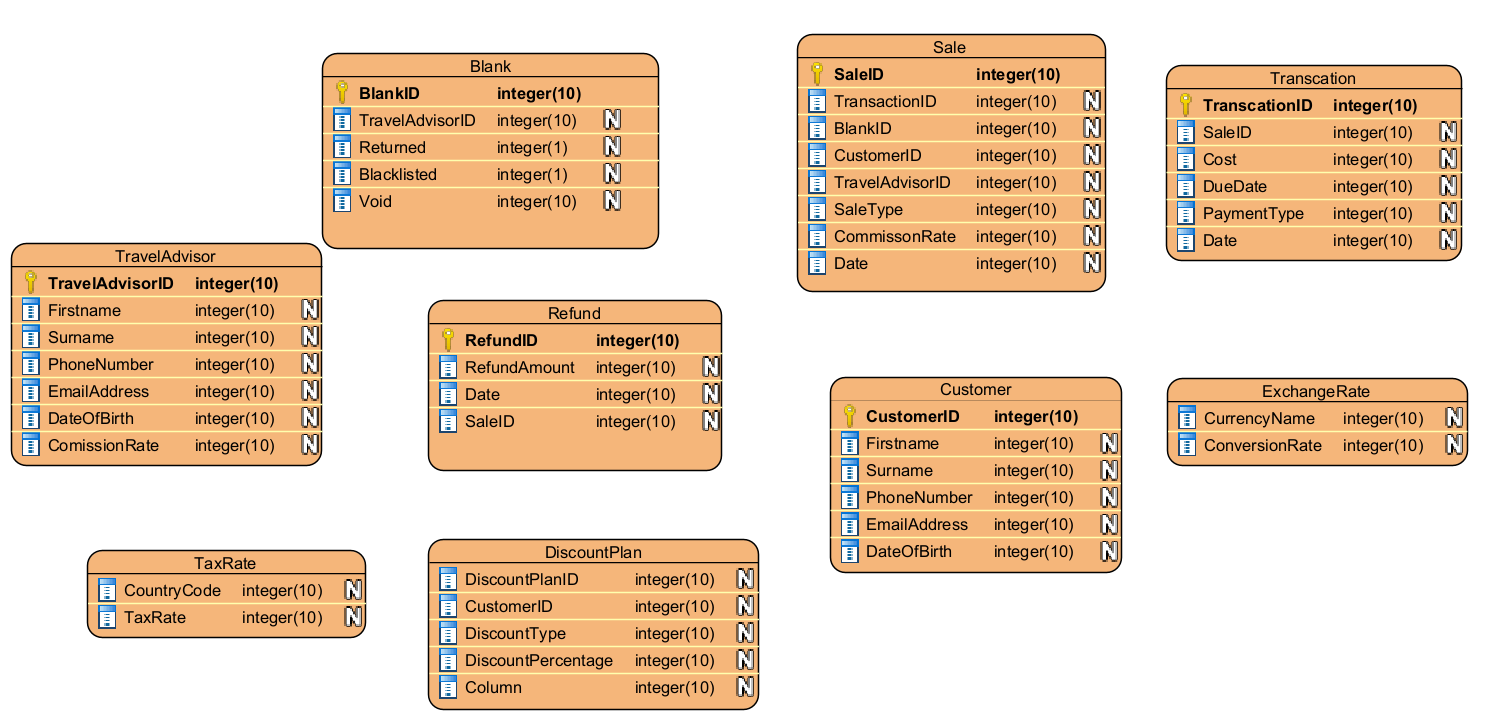 Blank
BlankID integer(10)
TravelAdvisorID integer(10) N
Returned integer(1) N
Blacklisted integer(1) N
Void integer(10) N
Sale
SaleID integer(10)
TransactionID integer(10) N
BlankID integer(10) N
CustomerID integer(10) N
TravelAdvisorID integer(10) N
SaleType integer(10) N
CommissonRate integer(10) N
Date integer(10) N
Transcation
TranscationID integer(10)
SaleID integer(10) N
Cost integer(10) N
DueDate integer(10) N
PaymentType integer(10) N
Date integer(10) N
TravelAdvisor
TravelAdvisorID integer(10)
Firstname integer(10) N
Surname integer(10) N
PhoneNumber integer(10) N
EmailAddress integer(10) N
DateOfBirth integer(10) N
ComissionRate integer(10) N
Refund
RefundID integer(10)
RefundAmount integer(10) N
Date integer(10) N
SaleID integer(10) N
Customer
CustomerID integer(10)
Firstname integer(10) N
Surname integer(10) N
PhoneNumber integer(10) N
EmailAddress integer(10) N
DateOfBirth integer(10) N
ExchangeRate
CurrencyName integer(10) N
ConversionRate integer(10) N
TaxRate
CountryCode integer(10) N
TaxRate integer(10) N
DiscountPlan
DiscountPlanID integer(10) N
CustomerID integer(10) N
DiscountType integer(10) N
DiscountPercentage integer(10) N
Column integer(10) N